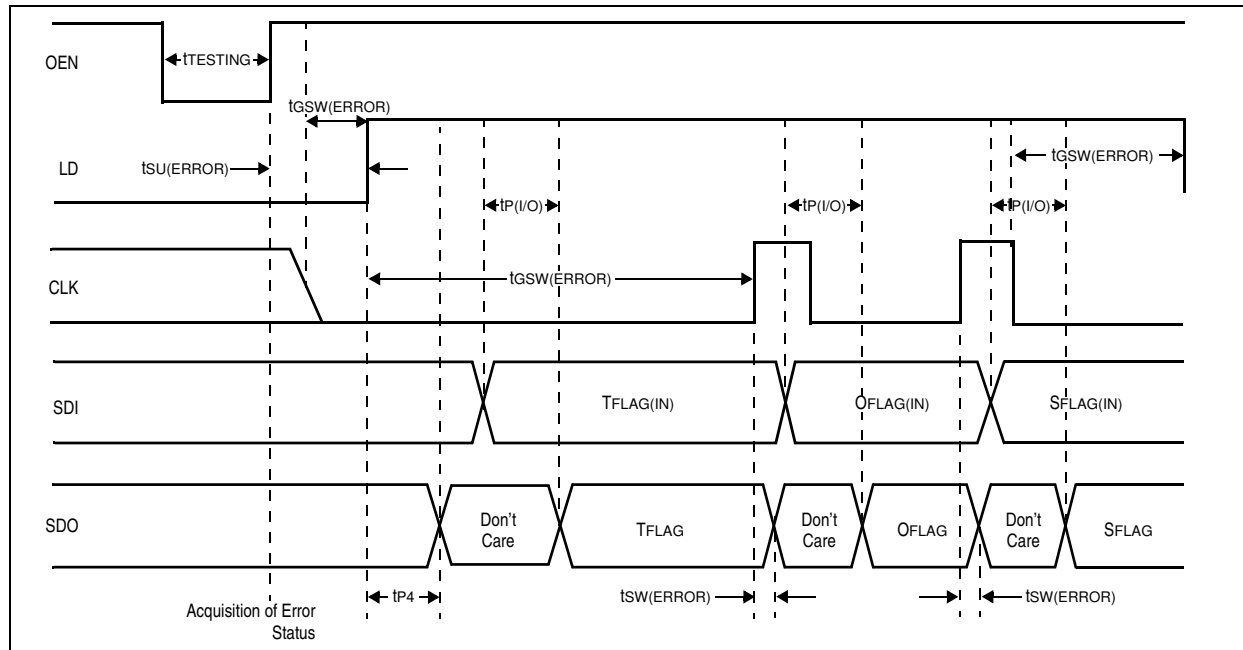 OEN
tTESTING
tGSW(ERROR)
LD
tSU(ERROR)
tGSW(ERROR)
tP(I/O)
tP(I/O)
tP(I/O)
CLK
tGSW(ERROR)
SDI
TFLAG(IN)
OFLAG(IN)
SFLAG(IN)
SDO
Don't
Care
TFLAG
Don't
Care
OFLAG
Don't
Care
SFLAG
tP4
tSW(ERROR)
tSW(ERROR)
Acquisition of Error
Status